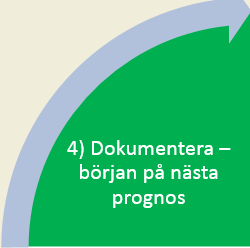 4) Dokumentera –
början på nästa
prognos